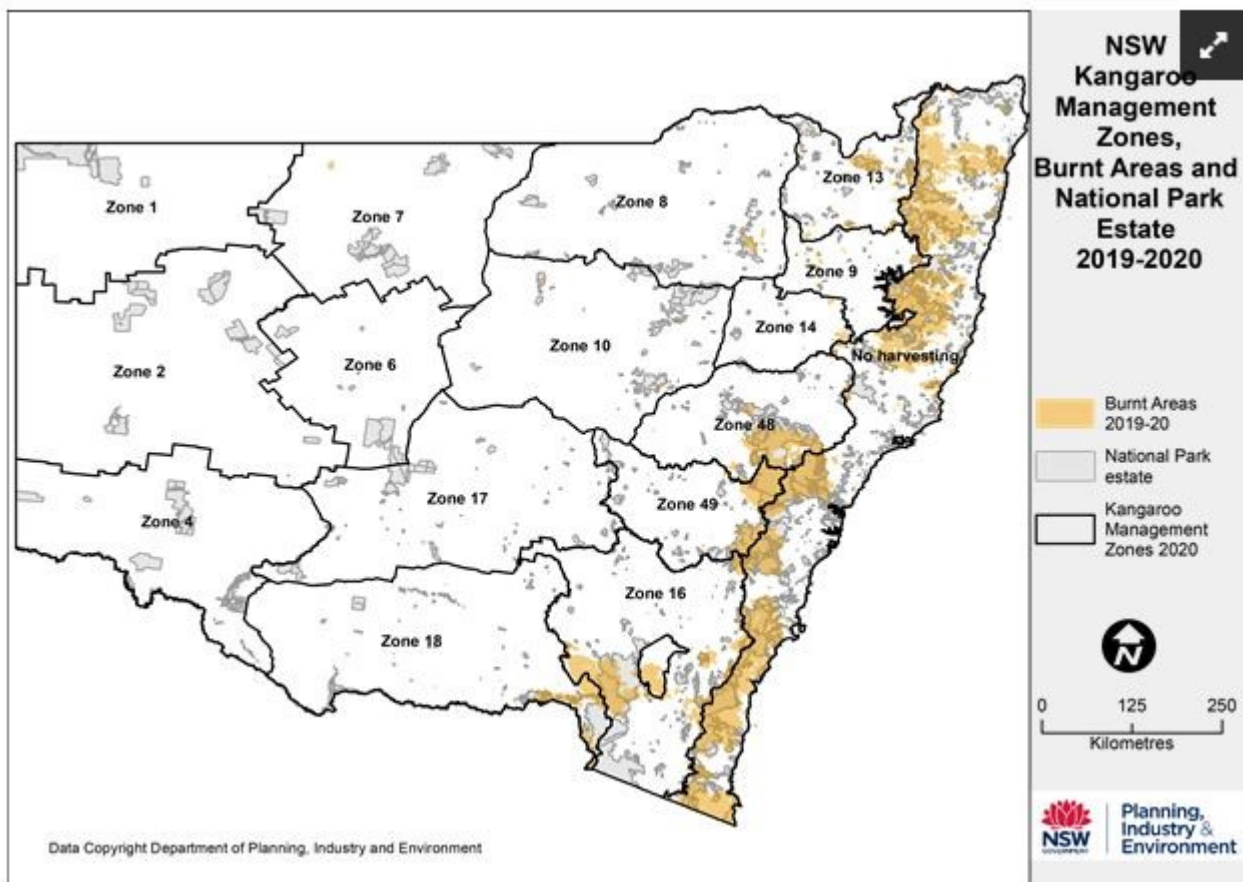 NSW
Kangaroo
Management
Zones,
Burnt Areas and
National Park
Estate
2019-2020
Zone 1
Zone 7
Zone 8
Zone 13
Zone 2
Zone 6
Zone 10
Zone 9
Zone 14
No harvesting
Zone 48
Zone 4
Zone 17
Zone 49
Zone 18
Zone 16
Burnt Areas
2019-20
National Park
estate
Kangaroo
Management
Zones 2020
N
0 125 250
Kilometres
NSW
GOVERNMENT
Planning,
Industry &
Environment
Data Copyright Department of Planning, Industry and Environment